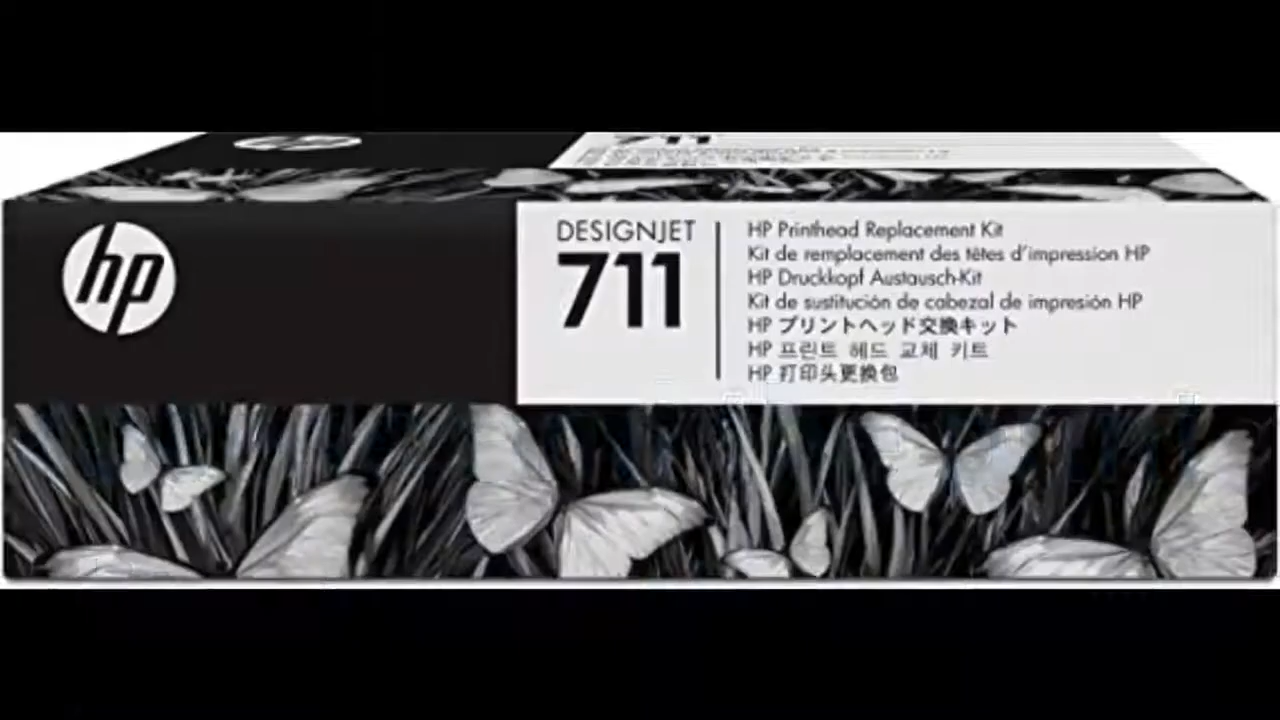 hp
711
hp
DESIGNJET
711
HP Printhead Replacement Kit
Kit de remplacement des têtes d'impression HP
HP Druckkopf Austausch-Kit
Kit de sustitución de cabezal de impresión HP
HP プリントヘッド交換キット
HP 프린트 헤드 교체 키트
HP 打印头更换包